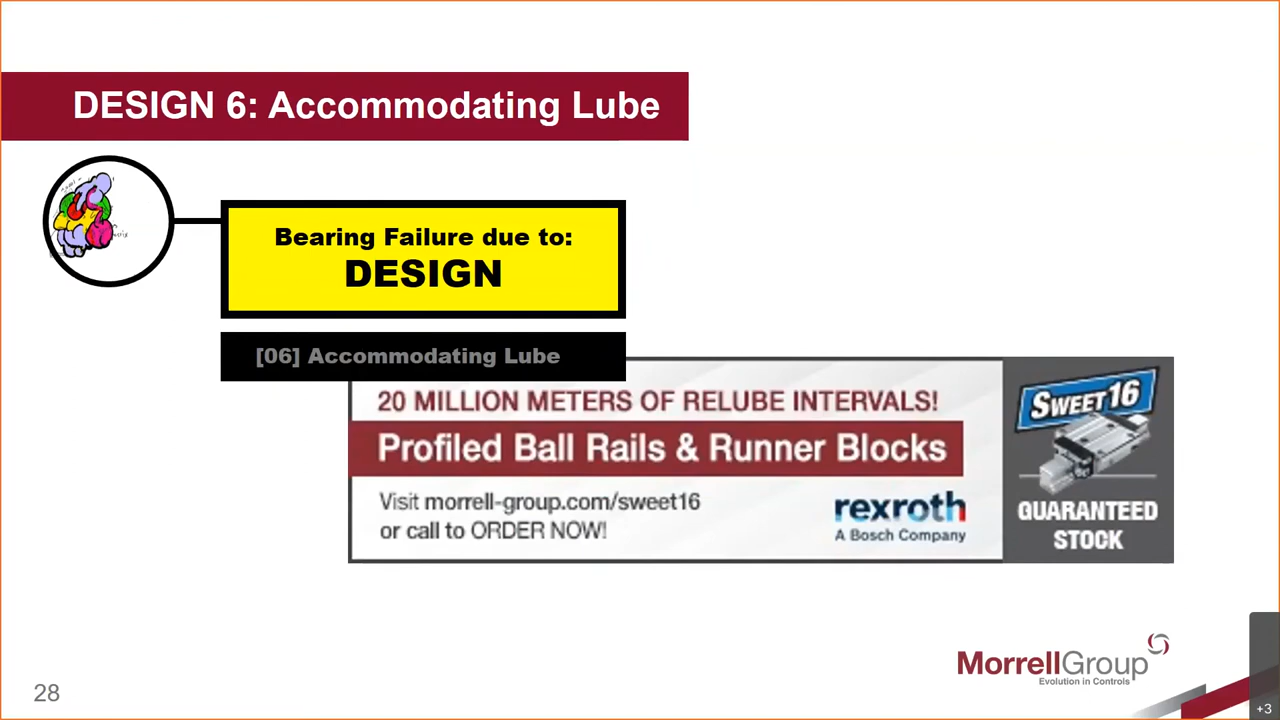 DESIGN 6: Accommodating Lube
Bearing Failure due to:
DESIGN
[06] Accommodating Lube
20 MILLION METERS OF RELUBE INTERVALS!
Profiled Ball Rails & Runner Blocks
Visit morrell-group.com/sweet16
or call to ORDER NOW!
rexroth
A Bosch Company
SWEET 16
GUARANTEED
STOCK
MorrellGroup
Evolution in Controls
28
+3